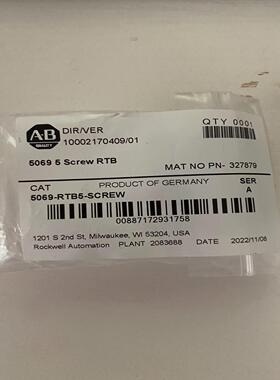 AB
QUALITY
DIR/VER
10002170409/01
QTY 0001
5069 5 Screw RTB
MAT NO PN- 327879
CAT
PRODUCT OF GERMANY
SER
5069-RTB5-SCREW
A
00887172931758
1201 S 2nd St, Milwaukee, WI 53204, USA
Rockwell Automation PLANT 2083688 DATE 2022/11/08